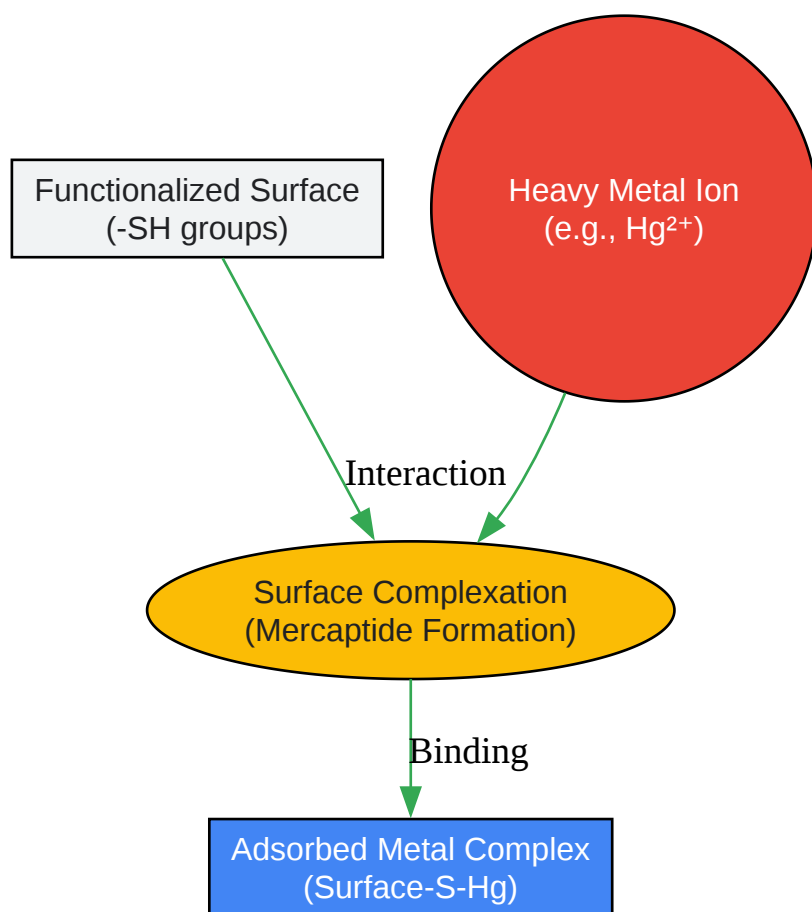 Functionalized Surface
(-SH groups)
Heavy Metal Ion
(e.g., Hg²⁺)
Interaction
Surface Complexation
(Mercaptide Formation)
Binding
Adsorbed Metal Complex
(Surface-S-Hg)